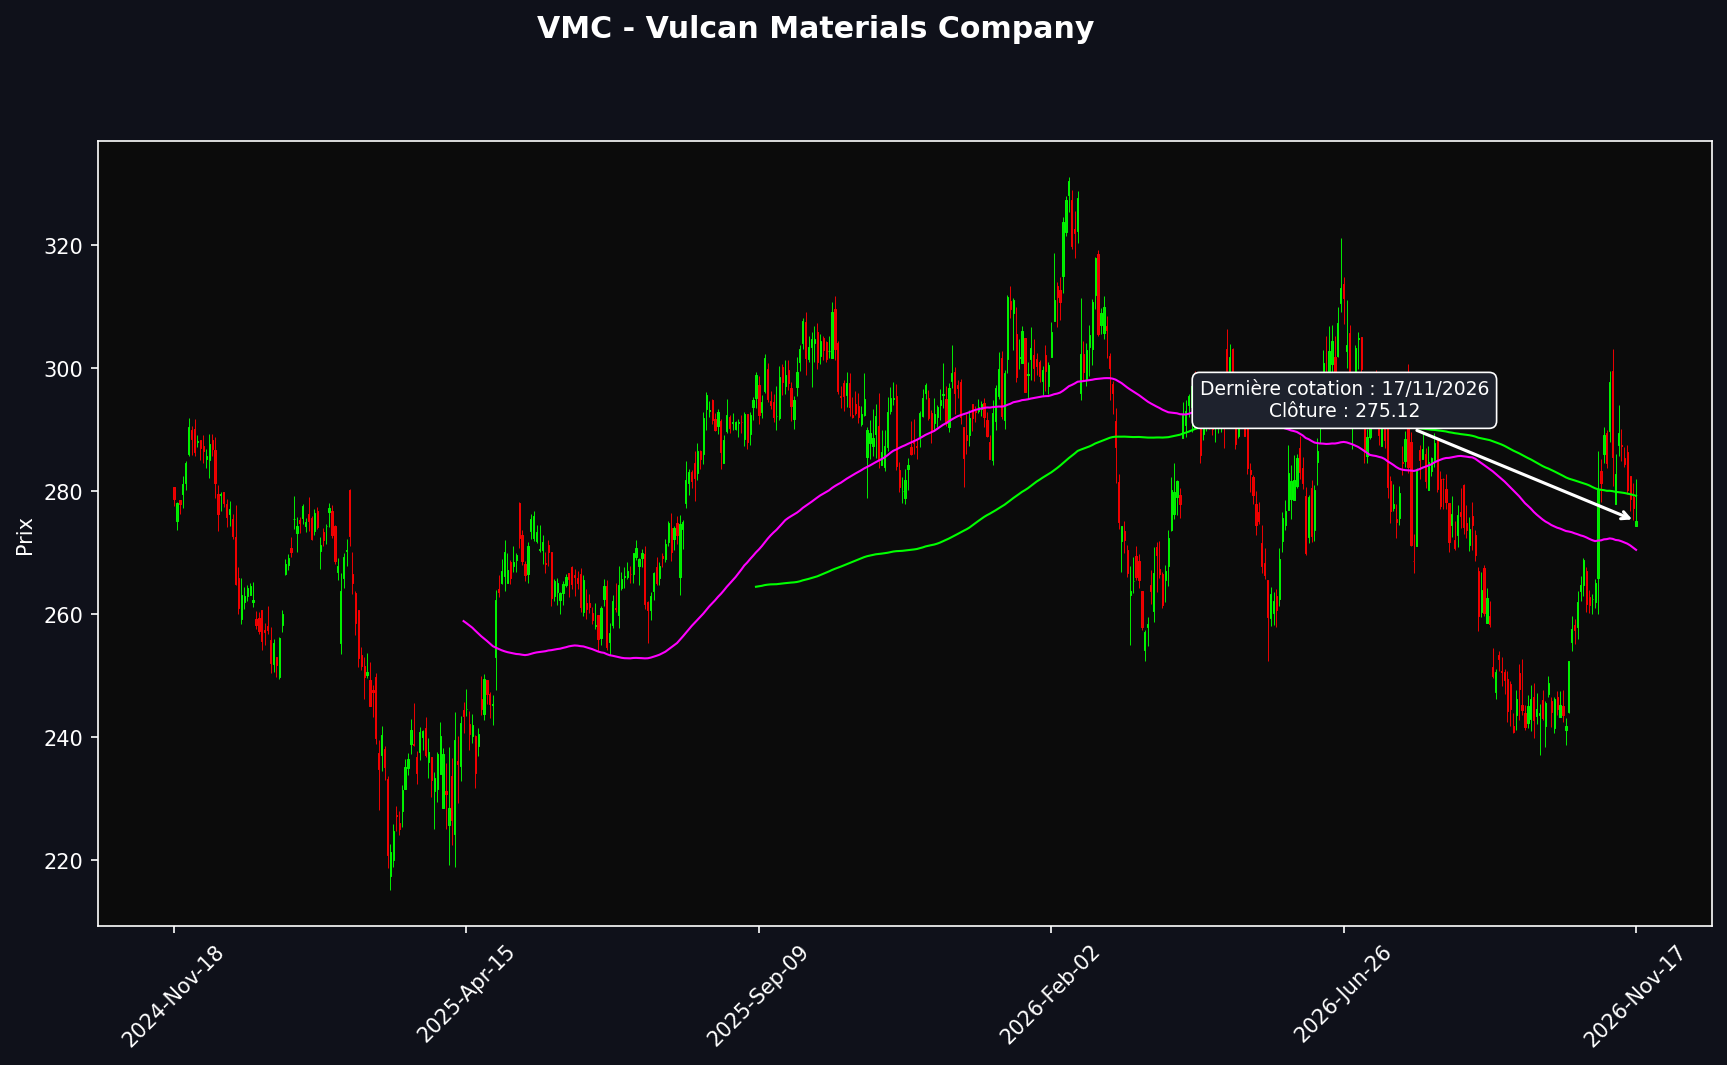 VMC - Vulcan Materials Company
Prix
320
300
280
260
240
220
Dernière cotation : 17/11/2026
Clôture : 275.12
2024-Nov-18
2025-Apr-15
2025-Sep-09
2026-Feb-02
2026-Jun-26
2026-Nov-17